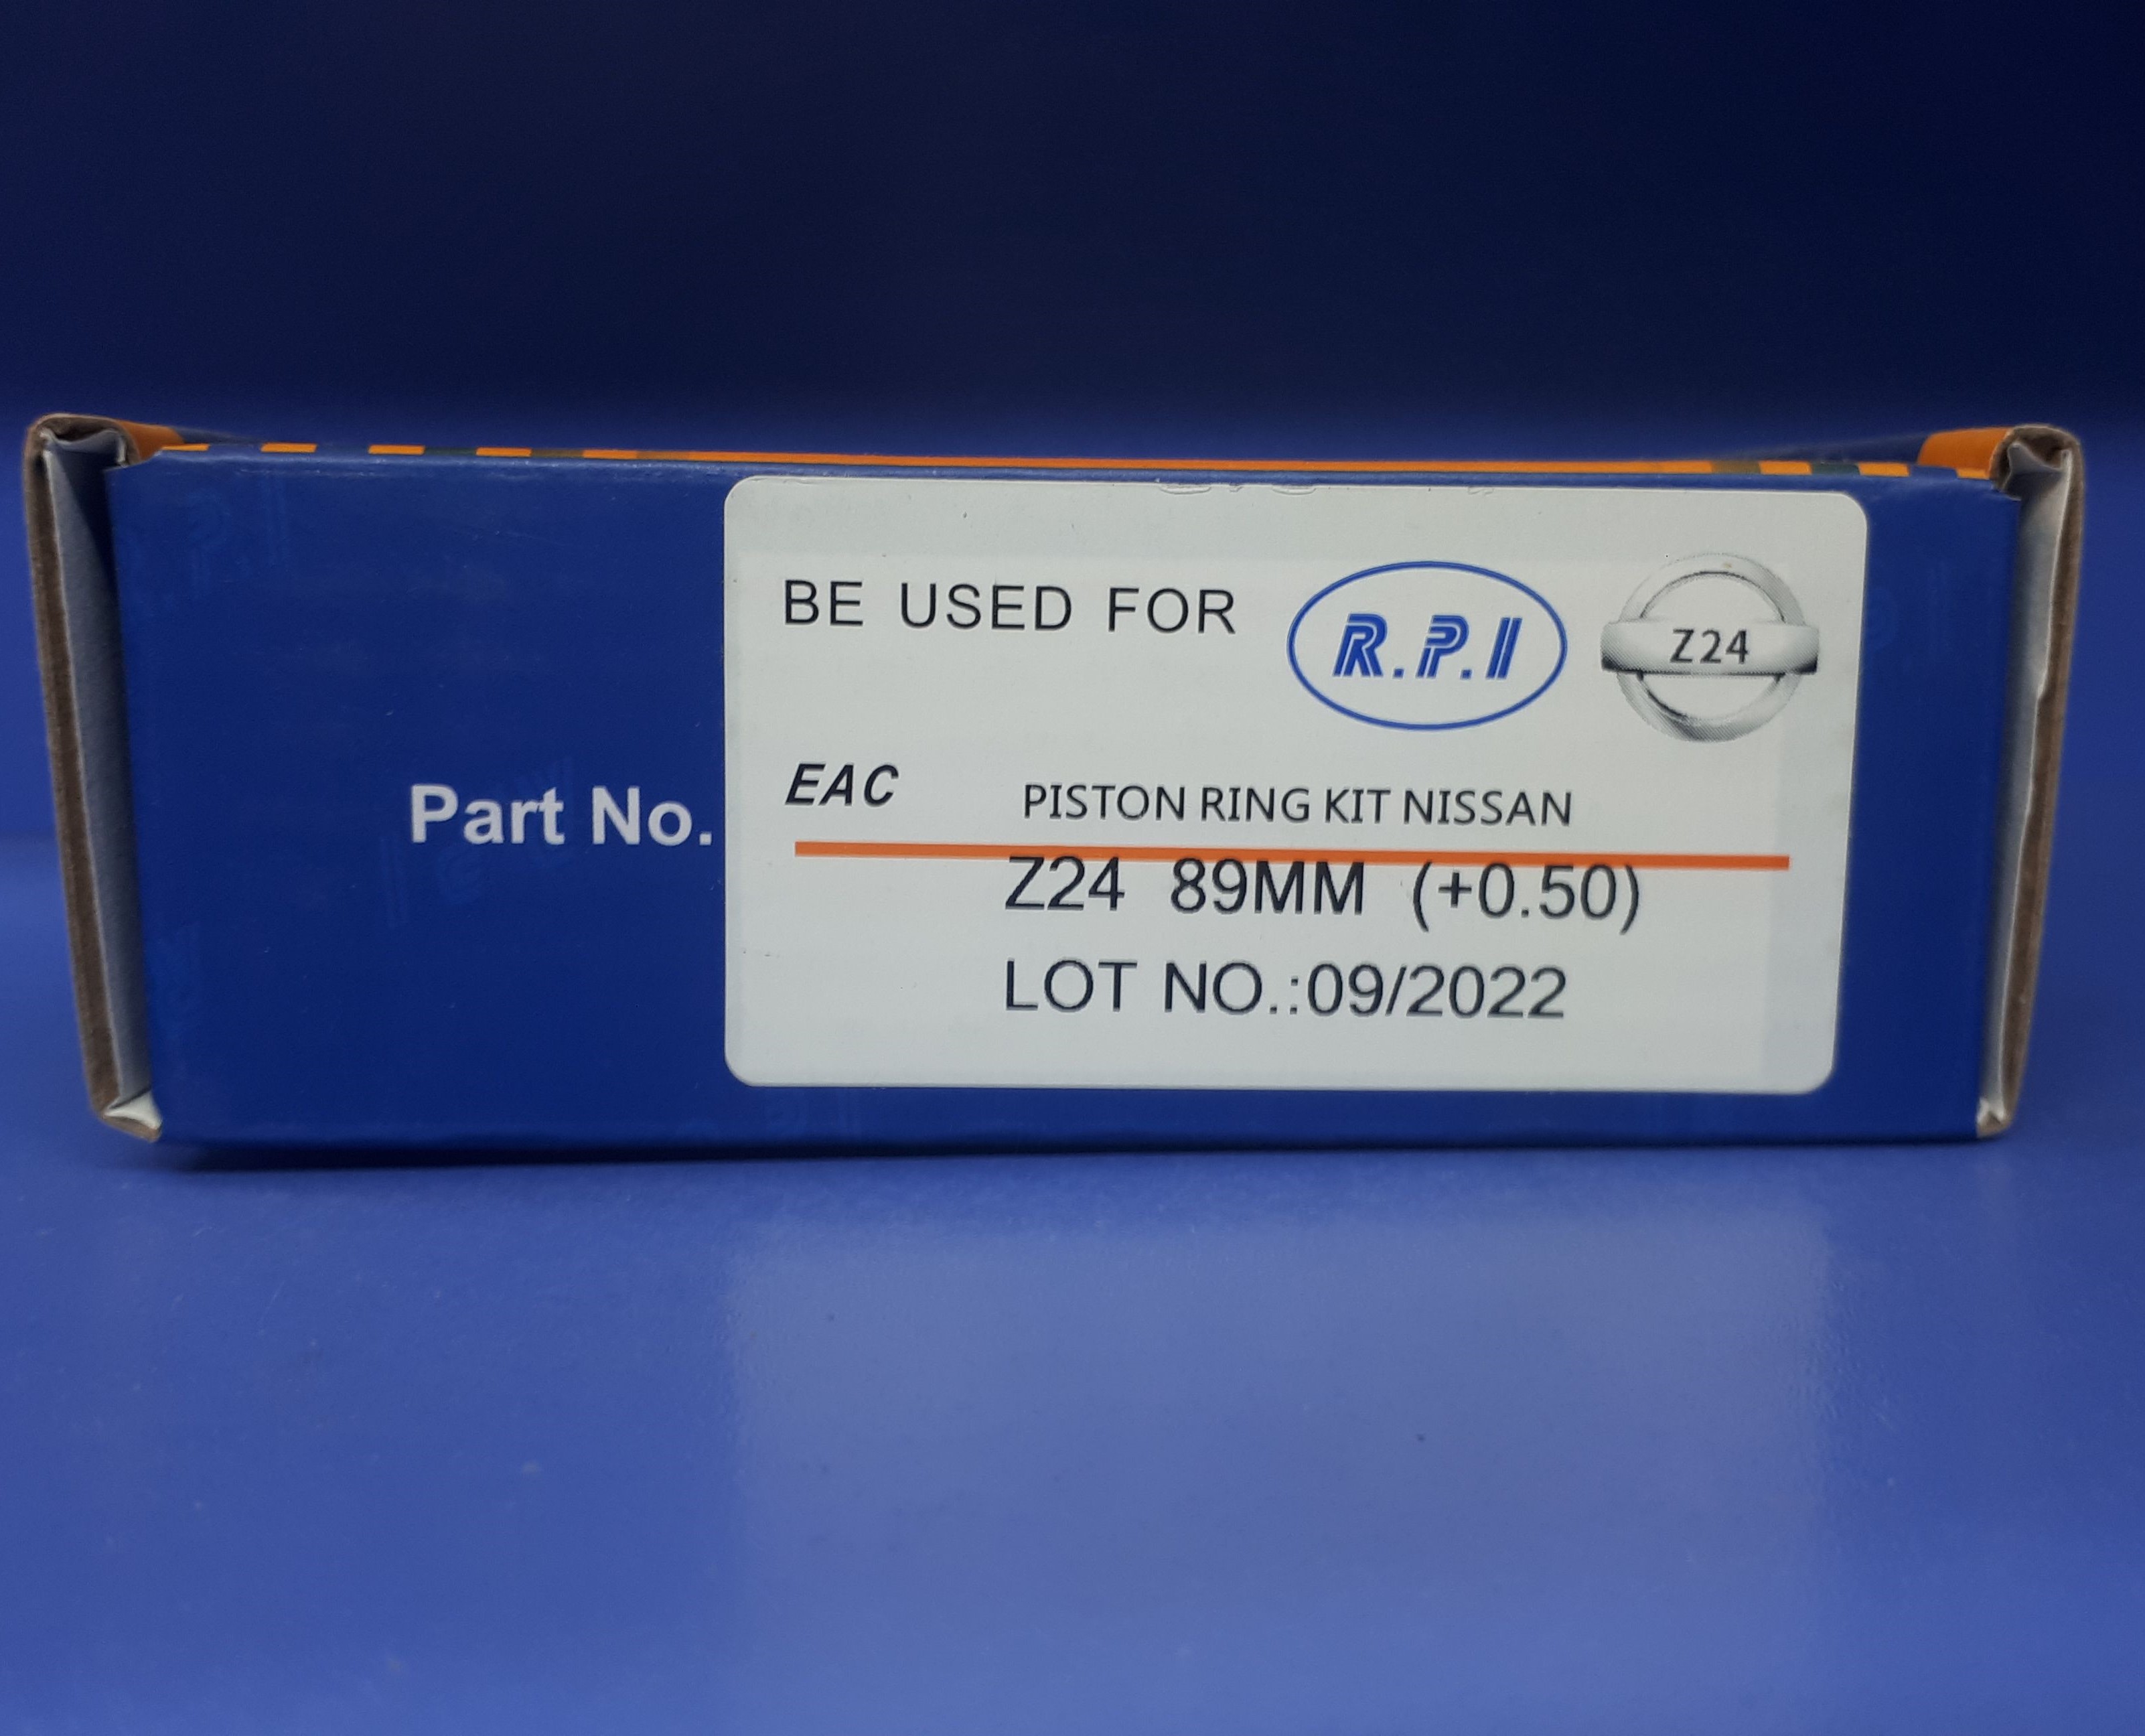 BE USED FOR
R.P.I
Z24
EAC PISTON RING KIT NISSAN
Part No.
Z24 89MM (+0.50)
LOT NO.:09/2022